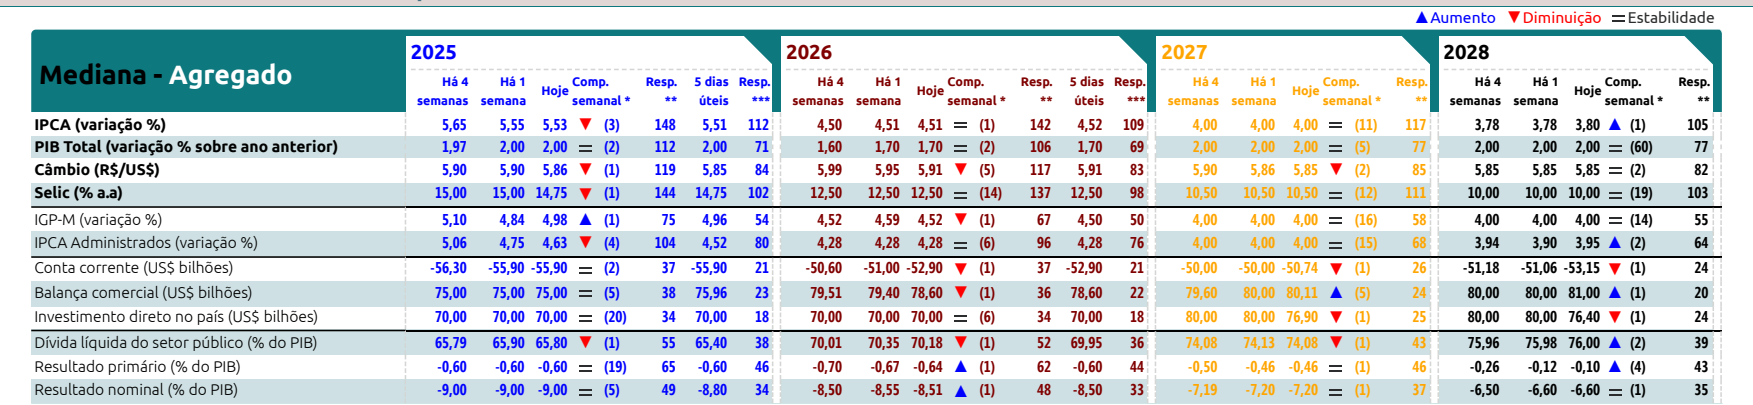 ▲Aumento ▼Diminuição =Estabilidade
Mediana - Agregado
2025 2026 2027 2028
Há 4 semanas Há 1 semana Hoje Comp. semanal * Resp. ** 5 dias úteis Resp. *** Há 4 semanas Há 1 semana Hoje Comp. semanal * Resp. ** 5 dias úteis Resp. *** Há 4 semanas Há 1 semana Hoje Comp. semanal * Resp. ** Há 4 semanas Há 1 semana Hoje Comp. semanal * Resp. **
IPCA (variação %) 5,65 5,55 5,53 ▼ (3) 148 5,51 112 4,50 4,51 4,51 = (1) 142 4,52 109 4,00 4,00 4,00 = (11) 117 3,78 3,78 3,80 ▲ (1) 105
PIB Total (variação % sobre ano anterior) 1,97 2,00 2,00 = (2) 112 2,00 71 1,60 1,70 1,70 = (2) 106 1,70 69 2,00 2,00 2,00 = (5) 77 2,00 2,00 2,00 = (60) 77
Câmbio (R$/US$) 5,90 5,90 5,86 ▼ (1) 119 5,85 84 5,99 5,95 5,91 ▼ (5) 117 5,91 83 5,90 5,86 5,85 ▼ (2) 85 5,85 5,85 5,85 = (2) 82
Selic (% a.a) 15,00 15,00 14,75 ▼ (1) 144 14,75 102 12,50 12,50 12,50 = (14) 137 12,50 98 10,50 10,50 10,50 = (12) 111 10,00 10,00 10,00 = (19) 103
IGP-M (variação %) 5,10 4,84 4,98 ▲ (1) 75 4,96 54 4,52 4,59 4,52 ▼ (1) 67 4,50 50 4,00 4,00 4,00 = (16) 58 4,00 4,00 4,00 = (14) 55
IPCA Administrados (variação %) 5,06 4,75 4,63 ▼ (4) 104 4,52 80 4,28 4,28 4,28 = (6) 96 4,28 76 4,00 4,00 4,00 = (15) 68 3,94 3,90 3,95 ▲ (2) 64
Conta corrente (US$ bilhões) -56,30 -55,90 -55,90 = (2) 37 -55,90 21 -50,60 -51,00 -52,90 ▼ (1) 37 -52,90 21 -50,00 -50,00 -50,74 ▼ (1) 26 -51,18 -51,06 -53,15 ▼ (1) 24
Balança comercial (US$ bilhões) 75,00 75,00 75,00 = (5) 38 75,96 23 79,51 79,40 78,60 ▼ (1) 36 78,60 22 79,60 80,00 80,11 ▲ (5) 24 80,00 80,00 81,00 ▲ (1) 20
Investimento direto no país (US$ bilhões) 70,00 70,00 70,00 = (20) 34 70,00 18 70,00 70,00 70,00 = (6) 34 70,00 18 80,00 80,00 76,90 ▼ (1) 25 80,00 80,00 76,40 ▼ (1) 24
Dívida líquida do setor público (% do PIB) 65,79 65,90 65,80 ▼ (1) 55 65,40 38 70,01 70,35 70,18 ▼ (1) 52 69,95 36 74,08 74,13 74,08 ▼ (1) 43 75,96 75,98 76,00 ▲ (2) 39
Resultado primário (% do PIB) -0,60 -0,60 -0,60 = (19) 65 -0,60 46 -0,70 -0,67 -0,64 ▲ (1) 62 -0,60 44 -0,50 -0,46 -0,46 = (1) 46 -0,26 -0,12 -0,10 ▲ (4) 43
Resultado nominal (% do PIB) -9,00 -9,00 -9,00 = (5) 49 -8,80 34 -8,50 -8,55 -8,51 ▲ (1) 48 -8,50 33 -7,19 -7,20 -7,20 = (1) 37 -6,50 -6,60 -6,60 = (1) 35